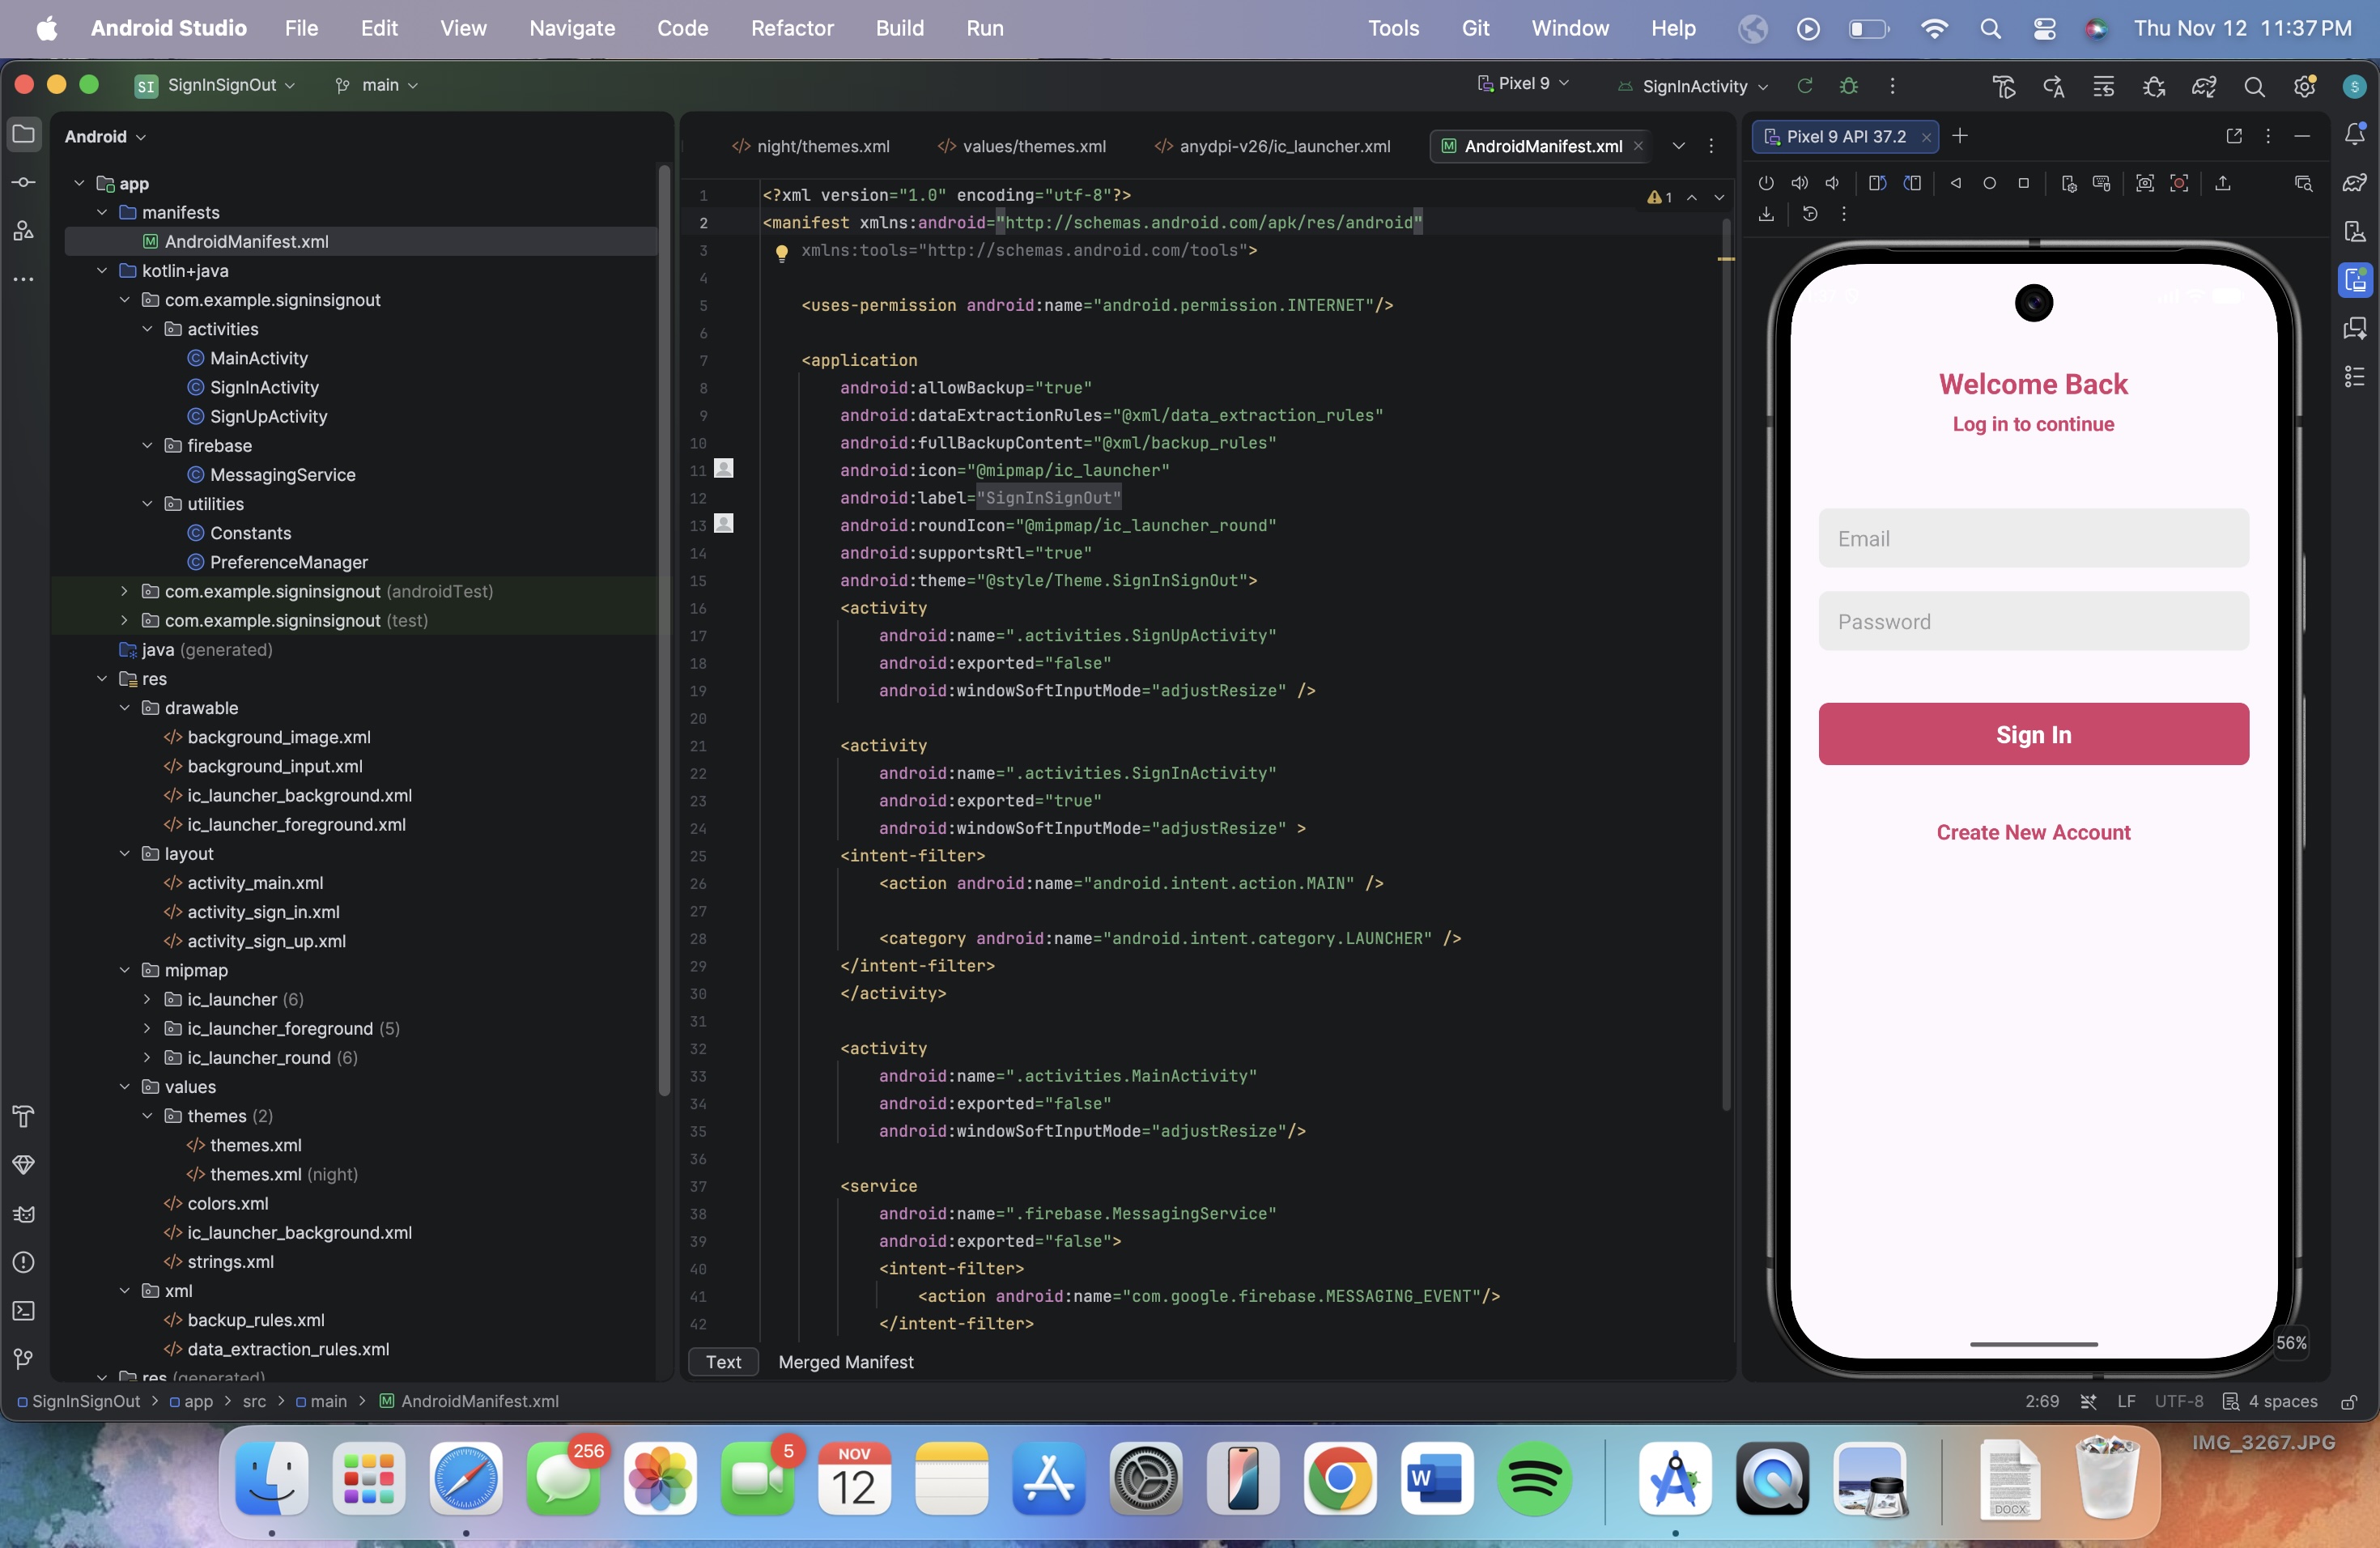 Android Studio File Edit View Navigate Code Refactor Build Run Tools Git Window Help Thu Nov 12 11:37 PM
SI SignInSignOut main Pixel 9 SignInActivity S
Android
app
manifests
AndroidManifest.xml
kotlin+java
com.example.signinsignout
activities
MainActivity
SignInActivity
SignUpActivity
firebase
MessagingService
utilities
Constants
PreferenceManager
com.example.signinsignout (androidTest)
com.example.signinsignout (test)
java (generated)
res
drawable
background_image.xml
background_input.xml
ic_launcher_background.xml
ic_launcher_foreground.xml
layout
activity_main.xml
activity_sign_in.xml
activity_sign_up.xml
mipmap
ic_launcher (6)
ic_launcher_foreground (5)
ic_launcher_round (6)
values
themes (2)
themes.xml
themes.xml (night)
colors.xml
ic_launcher_background.xml
strings.xml
xml
backup_rules.xml
data_extraction_rules.xml
res (generated)
</> night/themes.xml </> values/themes.xml </> anydpi-v26/ic_launcher.xml M AndroidManifest.xml
1 <?xml version="1.0" encoding="utf-8"?> 1
2 <manifest xmlns:android="http://schemas.android.com/apk/res/android"
3 xmlns:tools="http://schemas.android.com/tools">
4
5 <uses-permission android:name="android.permission.INTERNET"/>
6
7 <application
8 android:allowBackup="true"
9 android:dataExtractionRules="@xml/data_extraction_rules"
10 android:fullBackupContent="@xml/backup_rules"
11 android:icon="@mipmap/ic_launcher"
12 android:label="SignInSignOut"
13 android:roundIcon="@mipmap/ic_launcher_round"
14 android:supportsRtl="true"
15 android:theme="@style/Theme.SignInSignOut">
16 <activity
17 android:name=".activities.SignUpActivity"
18 android:exported="false"
19 android:windowSoftInputMode="adjustResize" />
20
21 <activity
22 android:name=".activities.SignInActivity"
23 android:exported="true"
24 android:windowSoftInputMode="adjustResize" >
25 <intent-filter>
26 <action android:name="android.intent.action.MAIN" />
27
28 <category android:name="android.intent.category.LAUNCHER" />
29 </intent-filter>
30 </activity>
31
32 <activity
33 android:name=".activities.MainActivity"
34 android:exported="false"
35 android:windowSoftInputMode="adjustResize"/>
36
37 <service
38 android:name=".firebase.MessagingService"
39 android:exported="false">
40 <intent-filter>
41 <action android:name="com.google.firebase.MESSAGING_EVENT"/>
42 </intent-filter>
Text Merged Manifest
Pixel 9 API 37.2
Welcome Back
Log in to continue
Email
Password
Sign In
Create New Account
56%
SignInSignOut > app > src > main > M AndroidManifest.xml 2:69 LF UTF-8 4 spaces
IMG_3267.JPG
256
5
NOV
12
W
DOCX